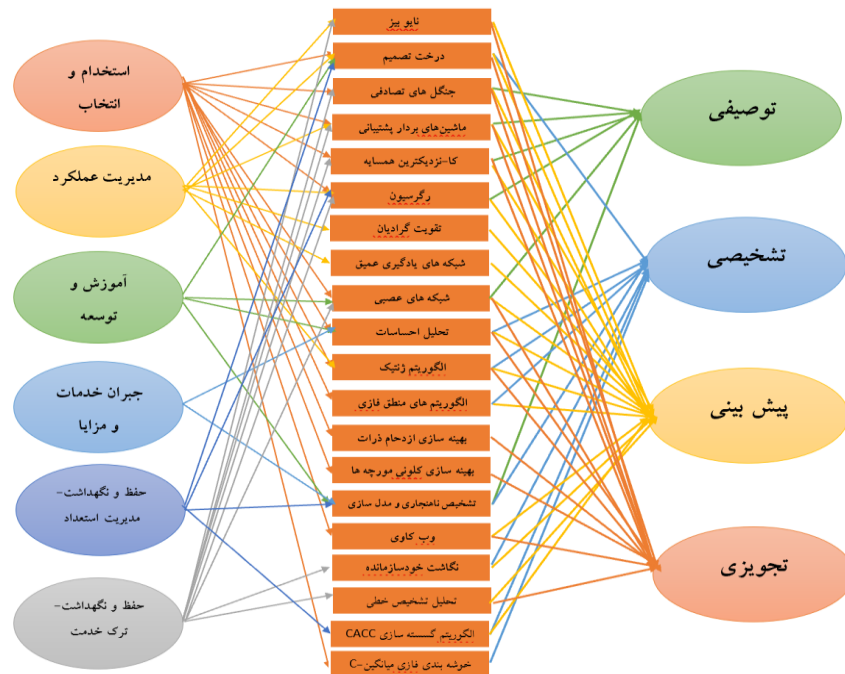 استخدام و
انتخاب
مدیریت عملکرد
آموزش و
توسعه
جبران خدمات
و مزایا
حفظ و نگهداشت-
مدیریت استعداد
حفظ و نگهداشت-
ترک خدمت
نایو بیز
درخت تصمیم
جنگل های تصادفی
ماشین‌های بردار پشتیبانی
کا-نزدیکترین همسایه
رگرسیون
تقویت گرادیان
شبکه های یادگیری عمیق
شبکه های عصبی
تحلیل احساسات
الگوریتم ژنتیک
الگوریتم های منطق فازی
بهینه سازی ازدحام ذرات
بهینه سازی کلونی مورچه ها
تشخیص ناهنجاری و مدل سازی
وب کاوی
نگاشت خودسازمانده
تحلیل تشخیص خطی
الگوریتم گسسته سازی CACC
خوشه بندی فازی میانگین-C
توصیفی
تشخیصی
پیش بینی
تجویزی